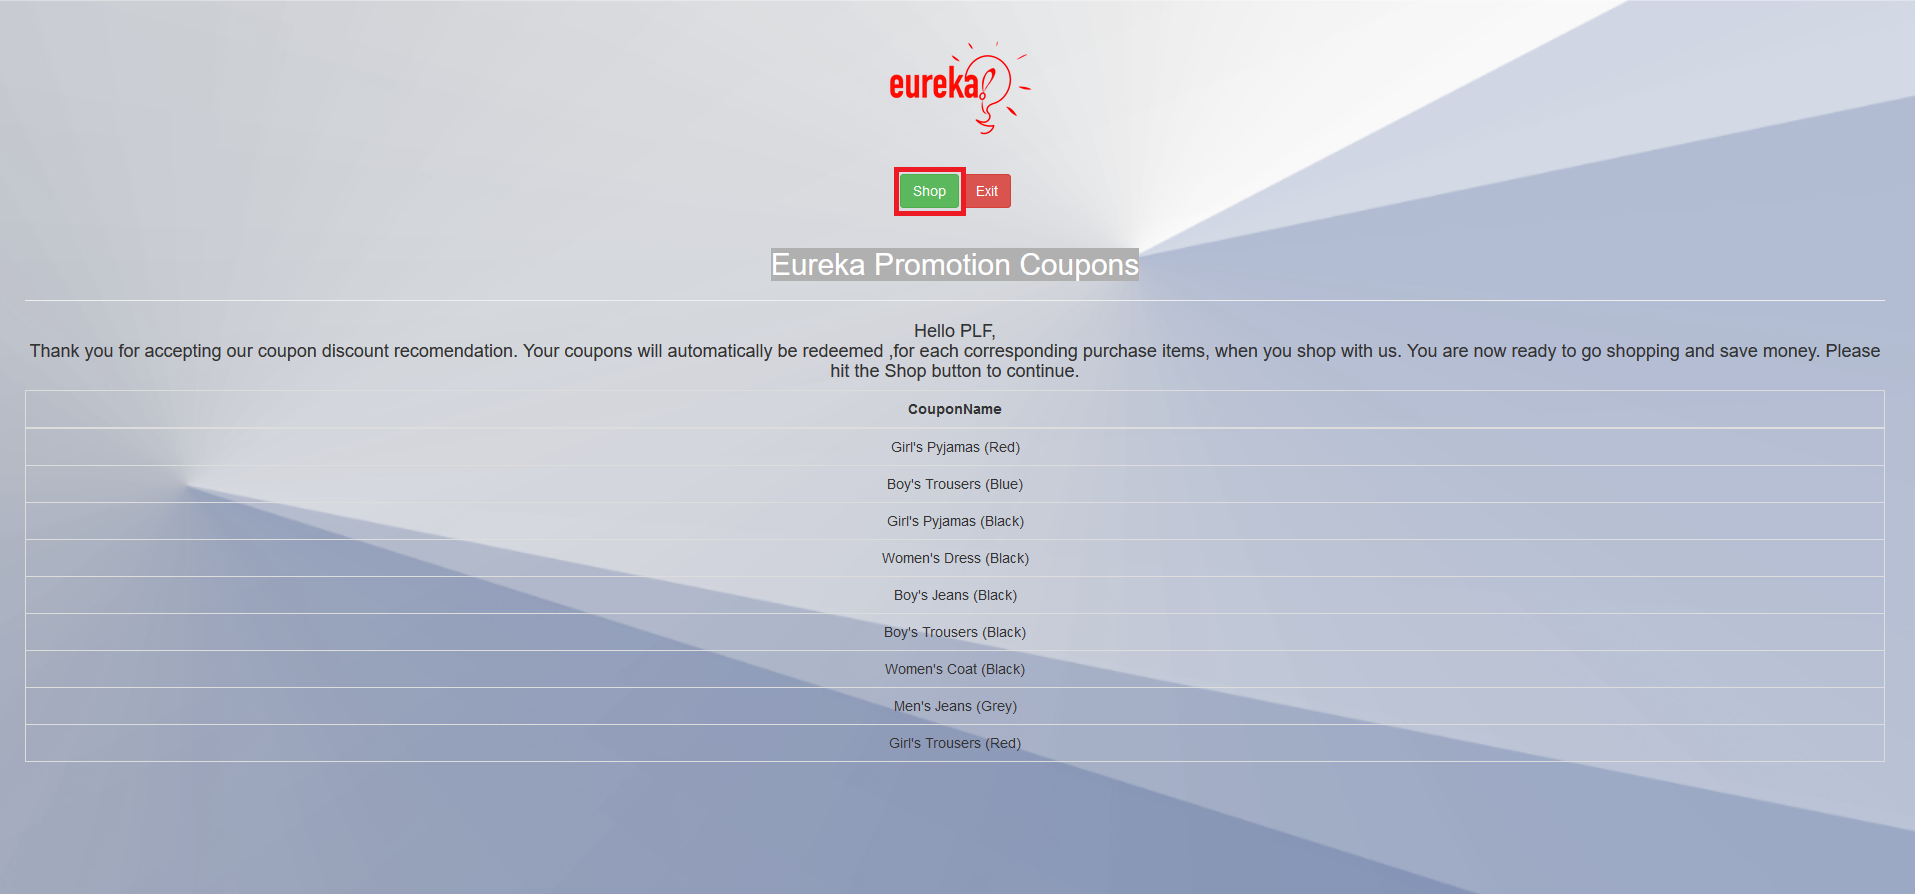 eureka!
Shop Exit
Eureka Promotion Coupons
Hello PLF,
Thank you for accepting our coupon discount recomendation. Your coupons will automatically be redeemed ,for each corresponding purchase items, when you shop with us. You are now ready to go shopping and save money. Please
hit the Shop button to continue.
CouponName
Girl's Pyjamas (Red)
Boy's Trousers (Blue)
Girl's Pyjamas (Black)
Women's Dress (Black)
Boy's Jeans (Black)
Boy's Trousers (Black)
Women's Coat (Black)
Men's Jeans (Grey)
Girl's Trousers (Red)